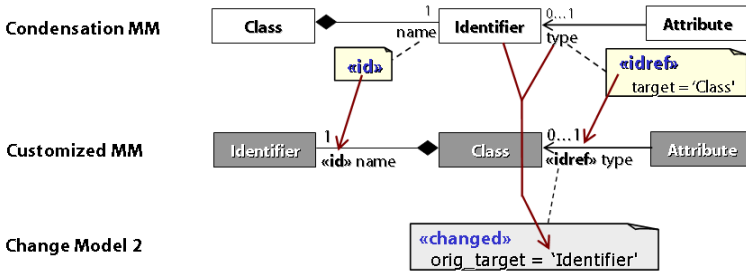 Condensation MM
Class
1
name
Identifier
0...1
type
Attribute
«id»
«idref»
target = 'Class'
Customized MM
Identifier
1
«id» name
Class
0...1
«idref» type
Attribute
Change Model 2
«changed»
orig_target = 'Identifier'